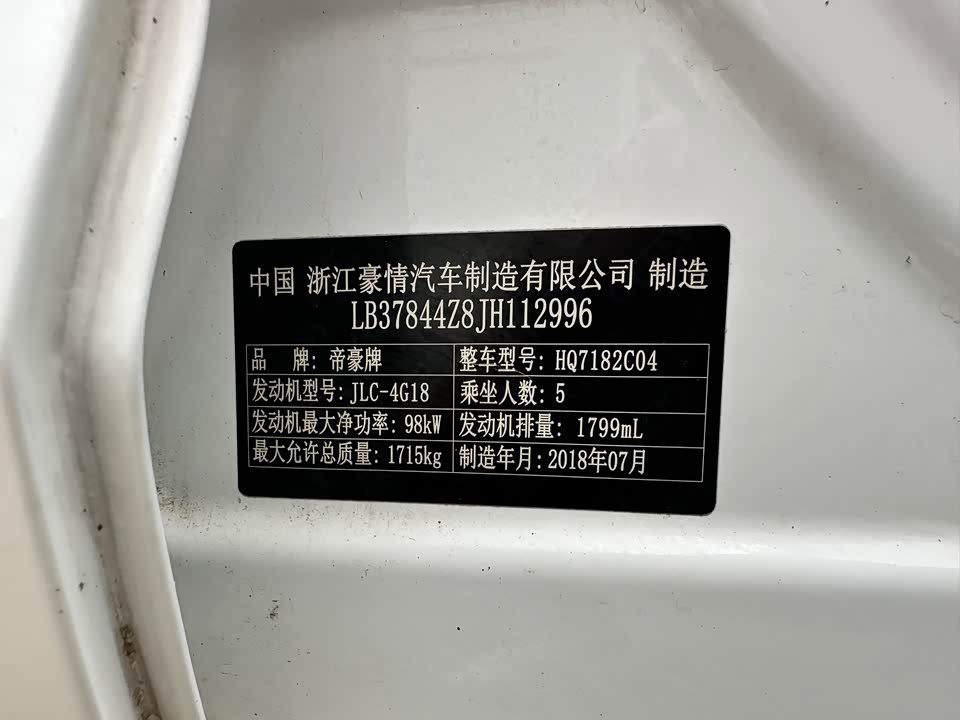 中国 浙江豪情汽车制造有限公司 制造
LB37844Z8JH112996
品 牌: 帝豪牌 整车型号: HQ7182C04
发动机型号: JLC-4G18 乘坐人数: 5
发动机最大净功率: 98kW 发动机排量: 1799mL
最大允许总质量: 1715kg 制造年月: 2018年07月